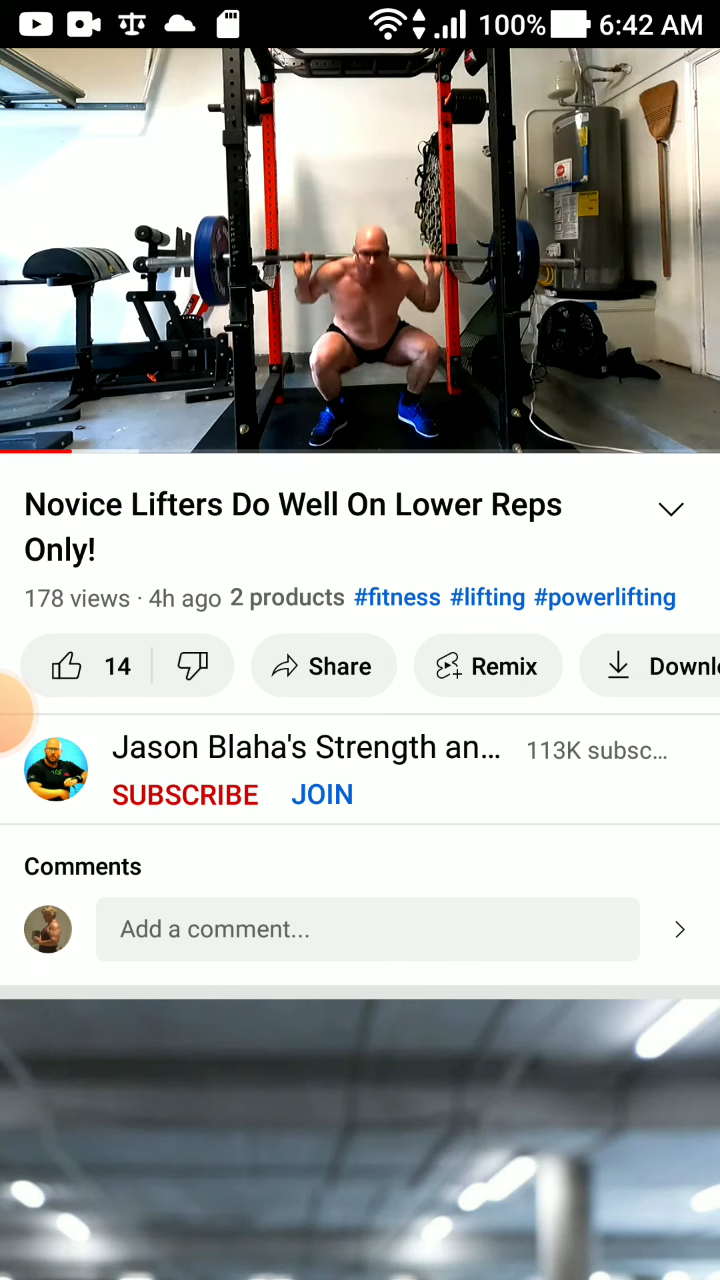 100% 6:42 AM
Novice Lifters Do Well On Lower Reps
Only!
178 views · 4h ago 2 products #fitness #lifting #powerlifting
14 Share Remix Downlo
Jason Blaha's Strength an... 113K subsc...
SUBSCRIBE JOIN
Comments
Add a comment...